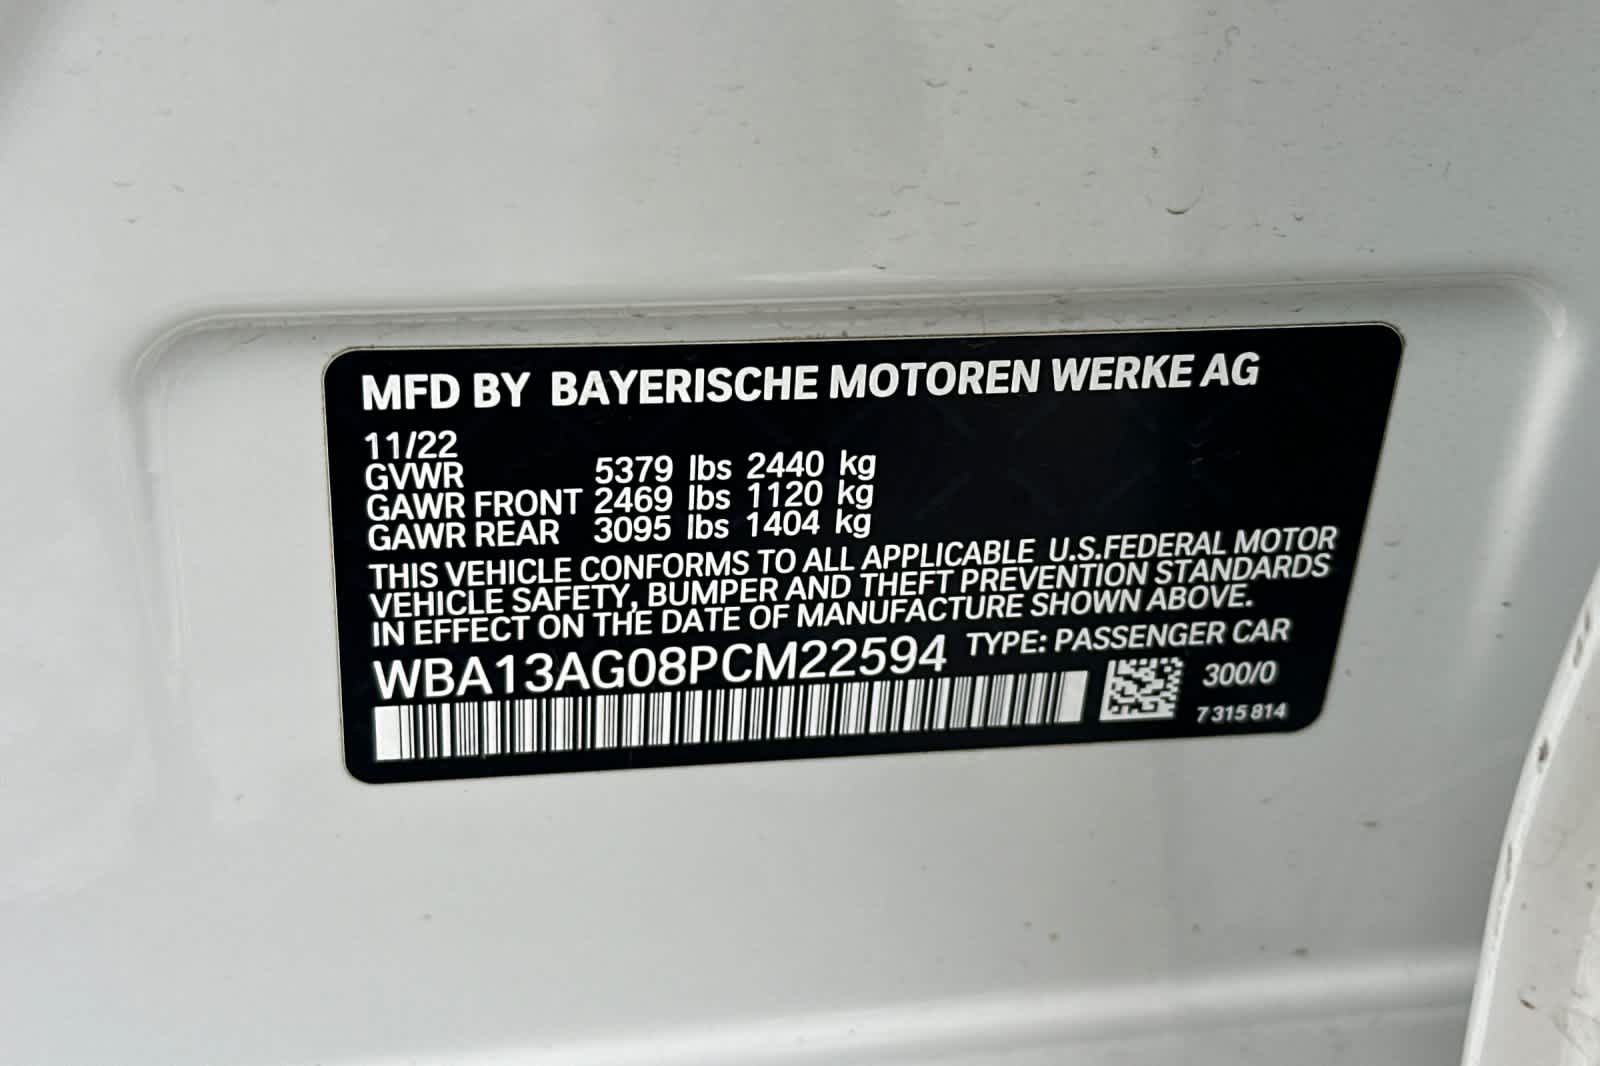 MFD BY BAYERISCHE MOTOREN WERKE AG
11/22
GVWR 5379 lbs 2440 kg
GAWR FRONT 2469 lbs 1120 kg
GAWR REAR 3095 lbs 1404 kg
THIS VEHICLE CONFORMS TO ALL APPLICABLE U.S.FEDERAL MOTOR
VEHICLE SAFETY, BUMPER AND THEFT PREVENTION STANDARDS
IN EFFECT ON THE DATE OF MANUFACTURE SHOWN ABOVE.
WBA13AG08PCM22594 TYPE: PASSENGER CAR
300/0
7 315 814